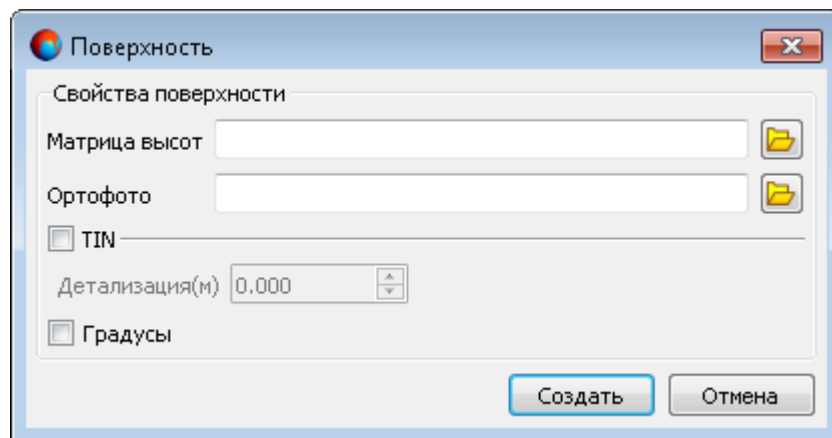 Поверхность
Свойства поверхности
Матрица высот
Ортофото
TIN
Детализация(м) 0.000
Градусы
Создать Отмена